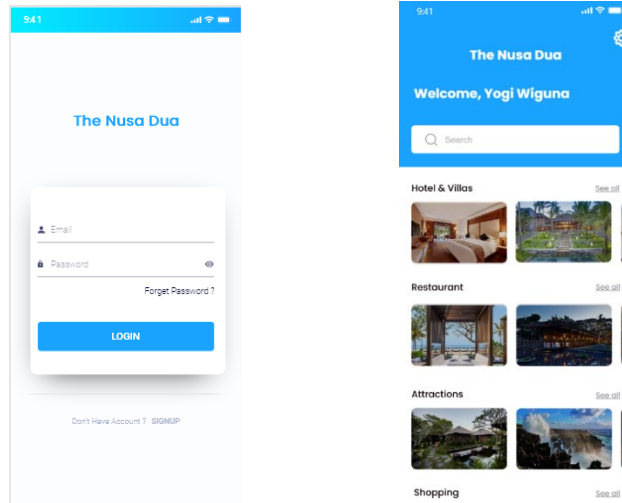 9:41
The Nusa Dua
Email
Password
Forget Password ?
LOGIN
Don't Have Account ? SIGNUP
9:41
The Nusa Dua
Welcome, Yogi Wiguna
Search
Hotel & Villas See all
Restaurant See all
Attractions See all
Shopping See all